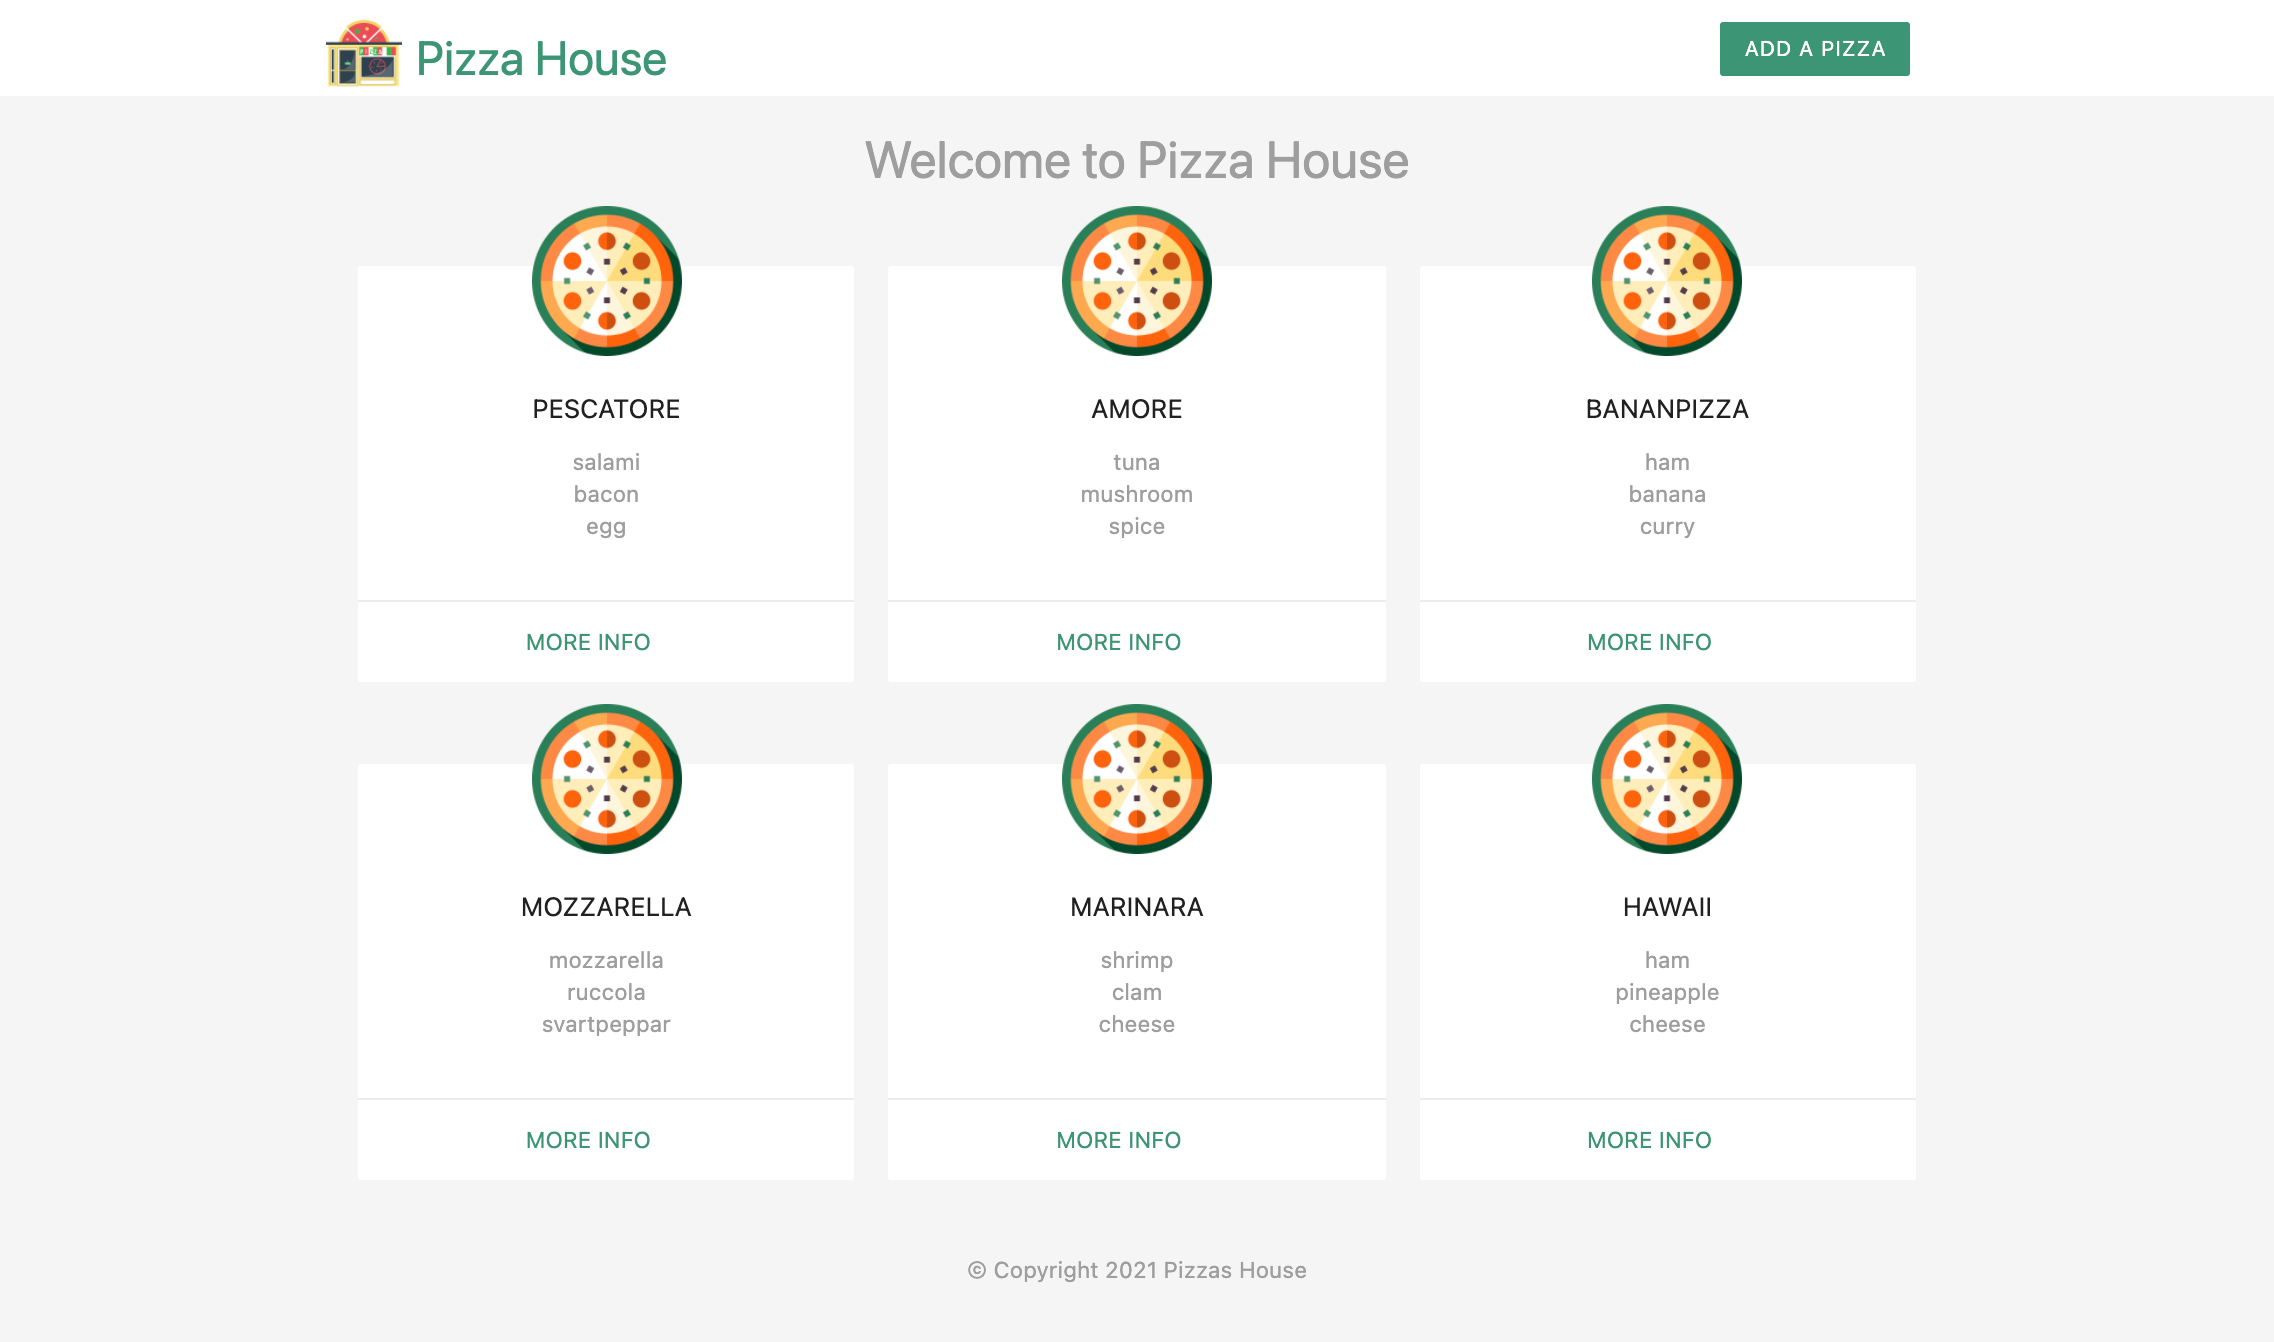 Pizza House
ADD A PIZZA
Welcome to Pizza House
PESCATORE
salami
bacon
egg
MORE INFO
AMORE
tuna
mushroom
spice
MORE INFO
BANANPIZZA
ham
banana
curry
MORE INFO
MOZZARELLA
mozzarella
ruccola
svartpeppar
MORE INFO
MARINARA
shrimp
clam
cheese
MORE INFO
HAWAII
ham
pineapple
cheese
MORE INFO
© Copyright 2021 Pizzas House